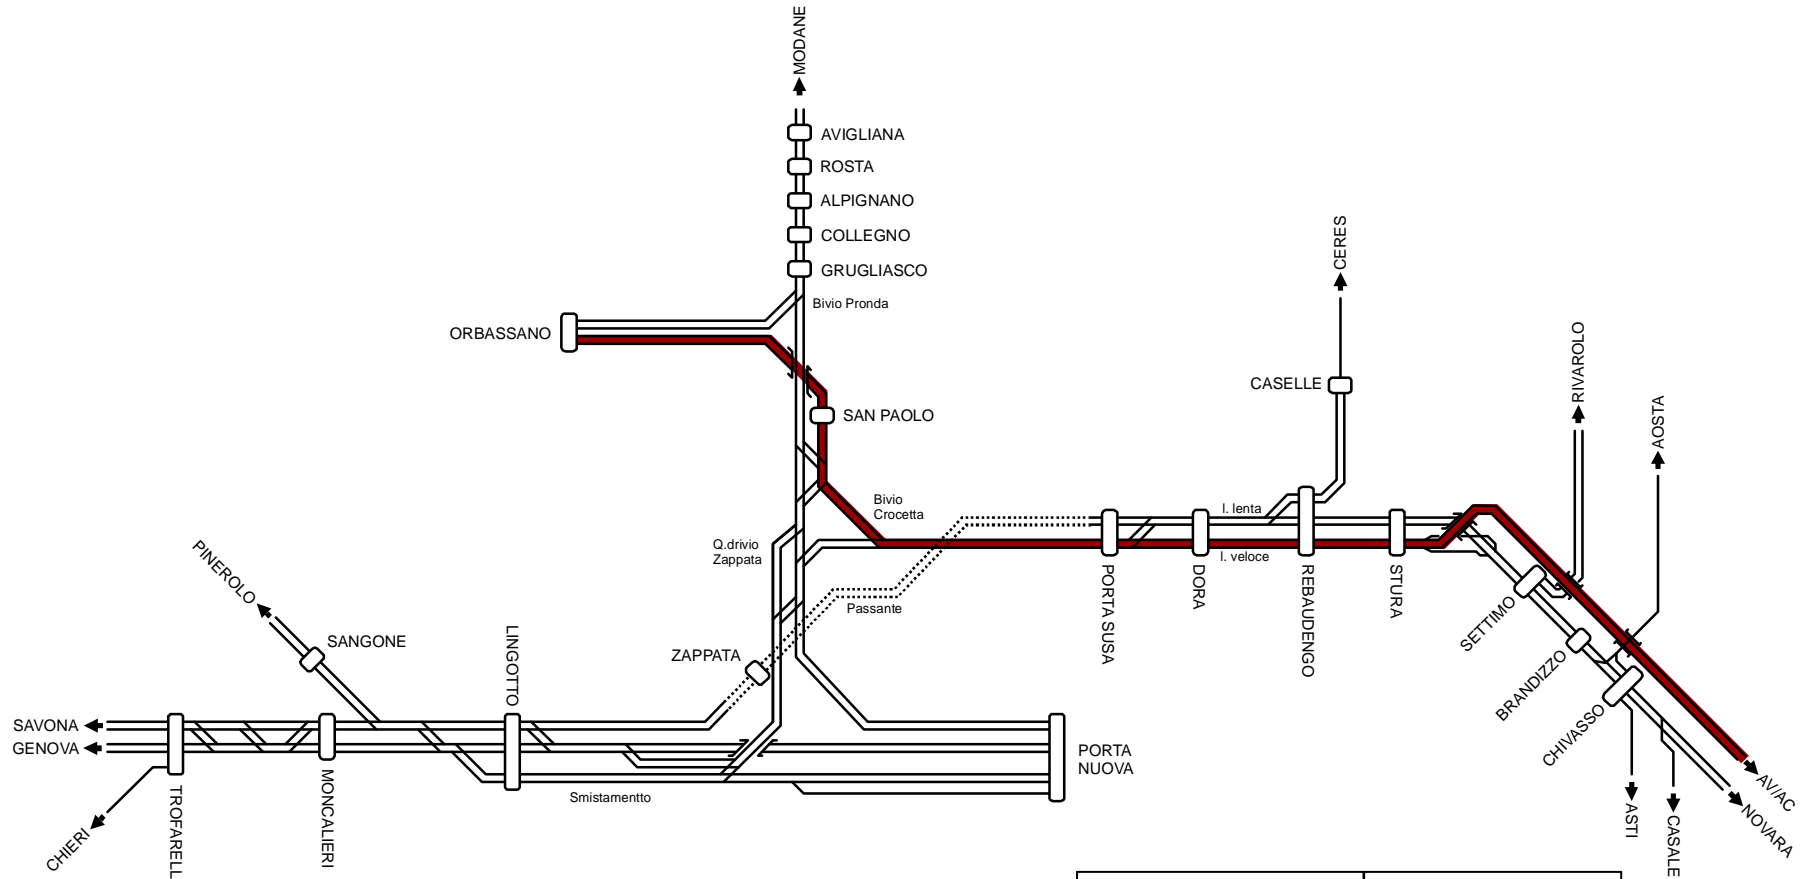 MODANE
AVIGLIANA
ROSTA
ALPIGNANO
COLLEGNO
GRUGLIASCO
Bivio Pronda
ORBASSANO
SAN PAOLO
CERES
CASELLE
RIVAROLO
AOSTA
Bivio
Crocetta
l. lenta
l. veloce
Q.drivio
Zappata
Passante
PORTA SUSA
DORA
REBAUDENGO
STURA
SETTIMO
BRANDIZZO
CHIVASSO
PINEROLO
SANGONE
LINGOTTO
ZAPPATA
SAVONA
GENOVA
CHIERI
TROFARELL
MONCALIERI
Smistamentto
PORTA
NUOVA
ASTI
CASALE
AV/AC
NOVARA